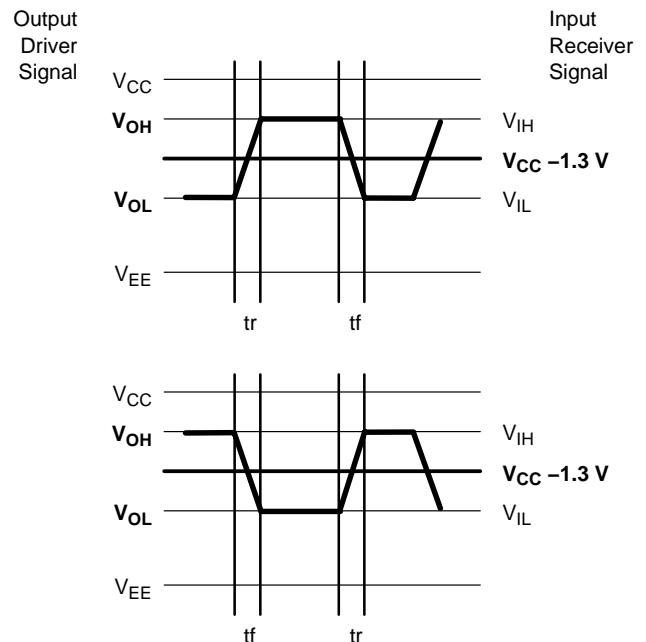 Output
Driver
Signal
Input
Receiver
Signal
VCC
VOH
VIH
VCC –1.3 V
VOL
VIL
VEE
tr tf
VCC
VOH
VIH
VCC –1.3 V
VOL
VIL
VEE
tf tr